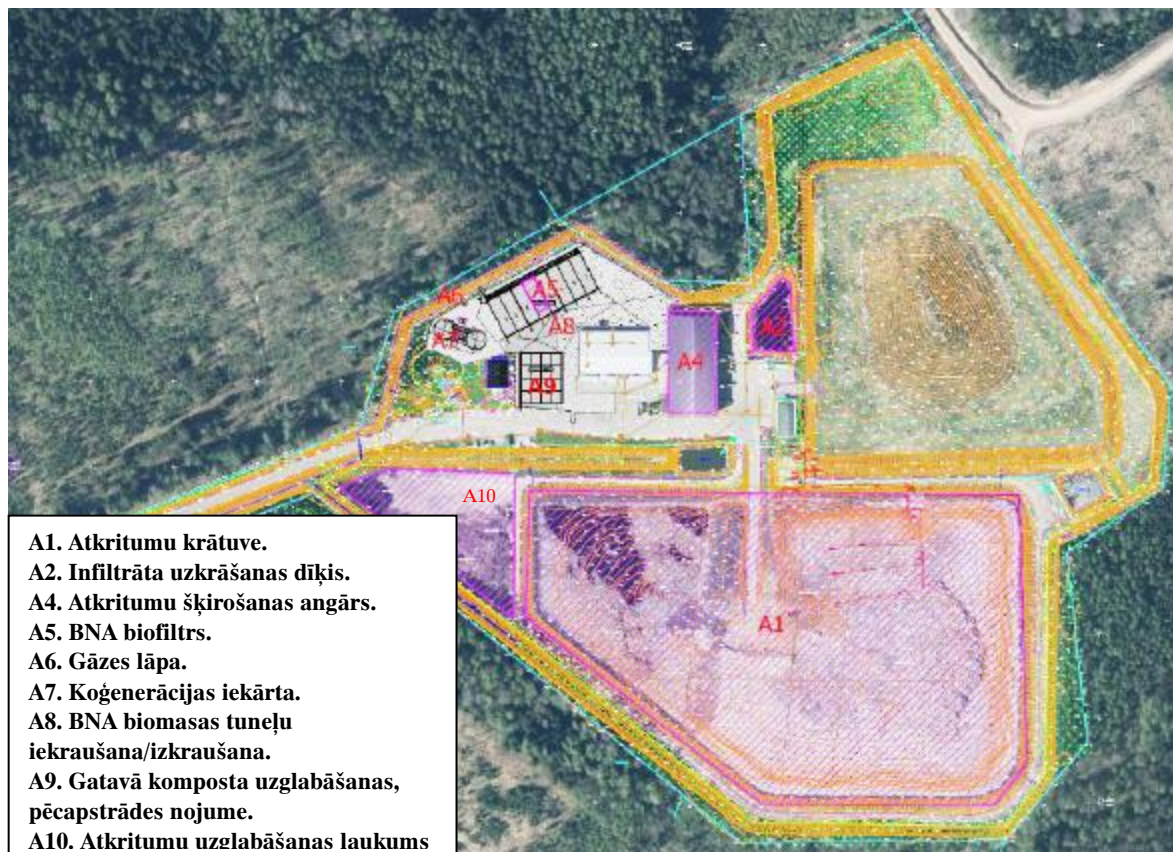 A6
A5
A8
A7
A4
A2
A9
A10
A1
A1. Atkritumu krātuve.
A2. Infiltrāta uzkrāšanas dīķis.
A4. Atkritumu šķirošanas angārs.
A5. BNA biofiltrs.
A6. Gāzes lāpa.
A7. Koģenerācijas iekārta.
A8. BNA biomasas tuneļu
iekraušana/izkraušana.
A9. Gatavā komposta uzglabāšanas,
pēcapstrādes nojume.
A10. Atkritumu uzglabāšanas laukums